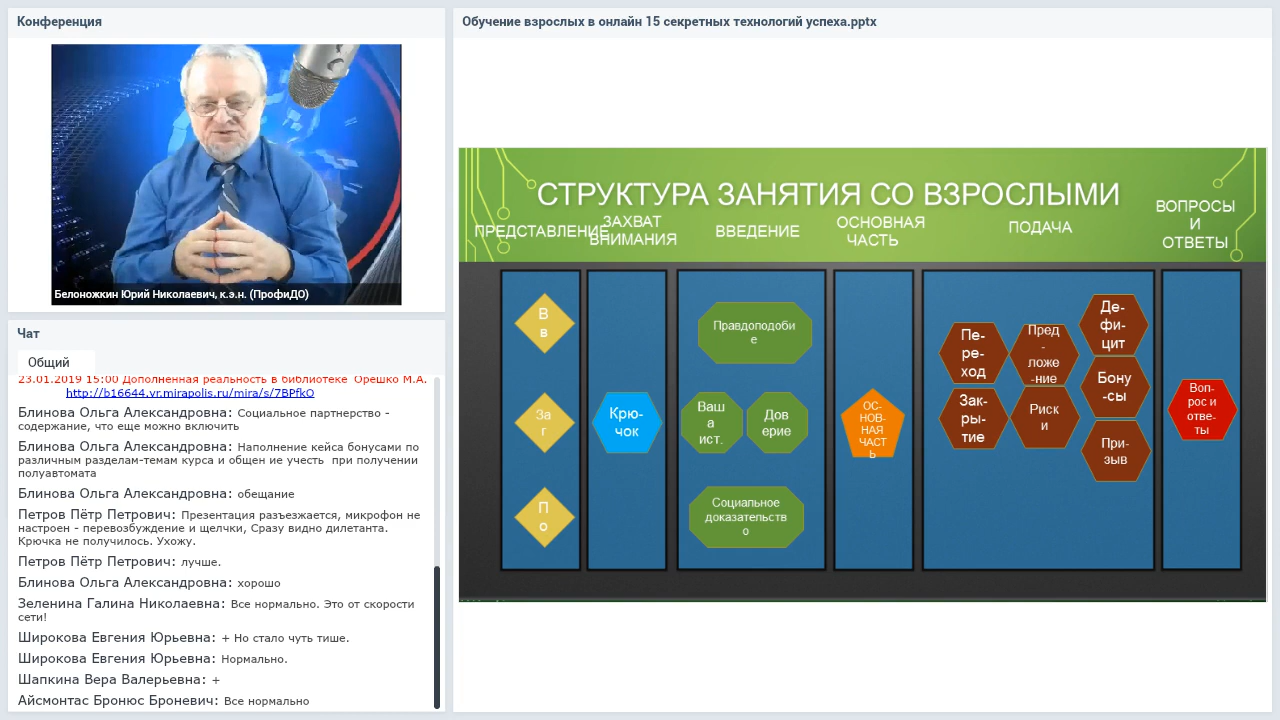 Конференция
Белоножкин Юрий Николаевич, к.э.н. (ПрофиДО)
Чат
Общий
23.01.2019 15:00 Дополненная реальность в библиотеке Орешко М.А.
http://b16644.vr.mirapolis.ru/mira/s/7BPfkO
Блинова Ольга Александровна: Социальное партнерство -
содержание, что еще можно включить
Блинова Ольга Александровна: Наполнение кейса бонусами по
различным разделам-темам курса и общен ие учесть при получении
полуавтомата
Блинова Ольга Александровна: обещание
Петров Пётр Петрович: Презентация разъезжается, микрофон не
настроен - перевозбуждение и щелчки, Сразу видно дилетанта.
Крючка не получилось. Ухожу.
Петров Пётр Петрович: лучше.
Блинова Ольга Александровна: хорошо
Зеленина Галина Николаевна: Все нормально. Это от скорости
сети!
Широкова Евгения Юрьевна: + Но стало чуть тише.
Широкова Евгения Юрьевна: Нормально.
Шапкина Вера Валерьевна: +
Айсмонтас Бронюс Броневич: Все нормально
Обучение взрослых в онлайн 15 секретных технологий успеха.pptx
СТРУКТУРА ЗАНЯТИЯ СО ВЗРОСЛЫМИ
ПРЕДСТАВЛЕНИЕ
ЗАХВАТ
ВНИМАНИЯ
ВВЕДЕНИЕ
ОСНОВНАЯ
ЧАСТЬ
ПОДАЧА
ВОПРОСЫ
И
ОТВЕТЫ
В
в
За
г
П
о
Крю-
чок
Правдоподоби
е
Ваш
а
ист.
Дов
ерие
Социальное
доказательств
о
ОС-
НОВ-
НАЯ
ЧАСТ
Ь
Пе-
ре-
ход
Пред
-
ложе
-ние
Де-
фи-
цит
Зак-
ры-
тие
Риск
и
Бону
-сы
При-
зыв
Воп-
рос и
отве-
ты